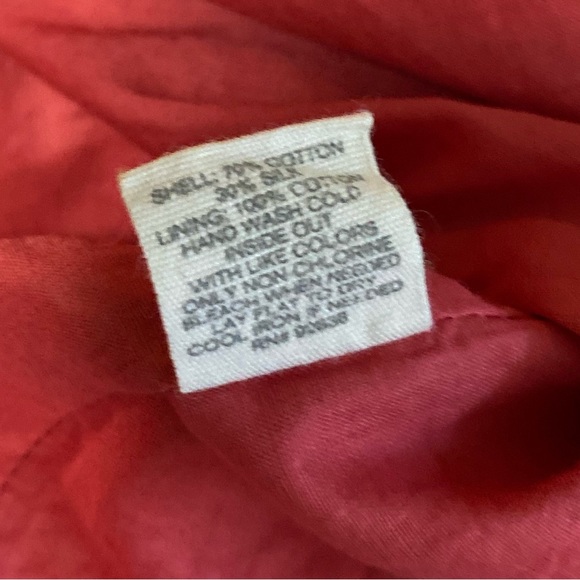 SHELL: 70% COTTON
30% SILK
LINING: 100% COTTON
HAND WASH COLD
INSIDE OUT
WITH LIKE COLORS
ONLY NON-CHLORINE
BLEACH WHEN NEEDED
LAY FLAT TO DRY
COOL IRON IF NEEDED
RN#